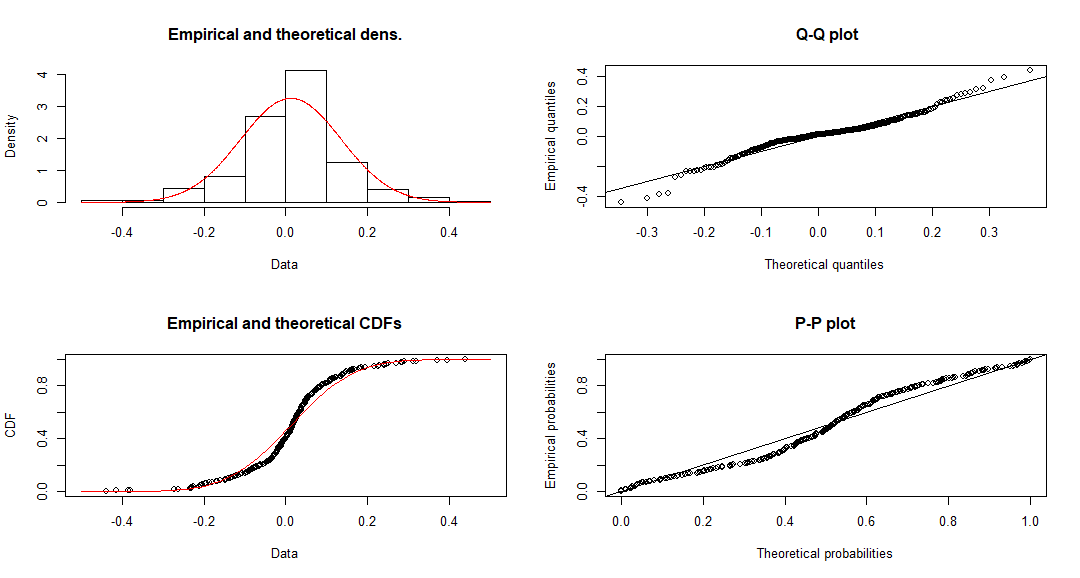 Empirical and theoretical dens.
Density
0 1 2 3 4
-0.4 -0.2 0.0 0.2 0.4
Data
Q-Q plot
Empirical quantiles
-0.4 0.0 0.2 0.4
-0.3 -0.2 -0.1 0.0 0.1 0.2 0.3
Theoretical quantiles
Empirical and theoretical CDFs
CDF
0.0 0.4 0.8
-0.4 -0.2 0.0 0.2 0.4
Data
P-P plot
Empirical probabilities
0.0 0.4 0.8
0.0 0.2 0.4 0.6 0.8 1.0
Theoretical probabilities